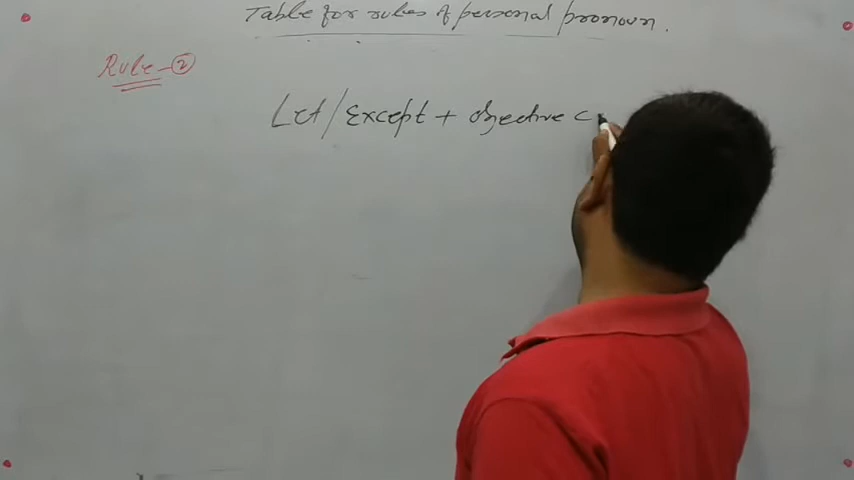 Table for rules of personal pronoun.
Rule - 2
Let/Except + objective c